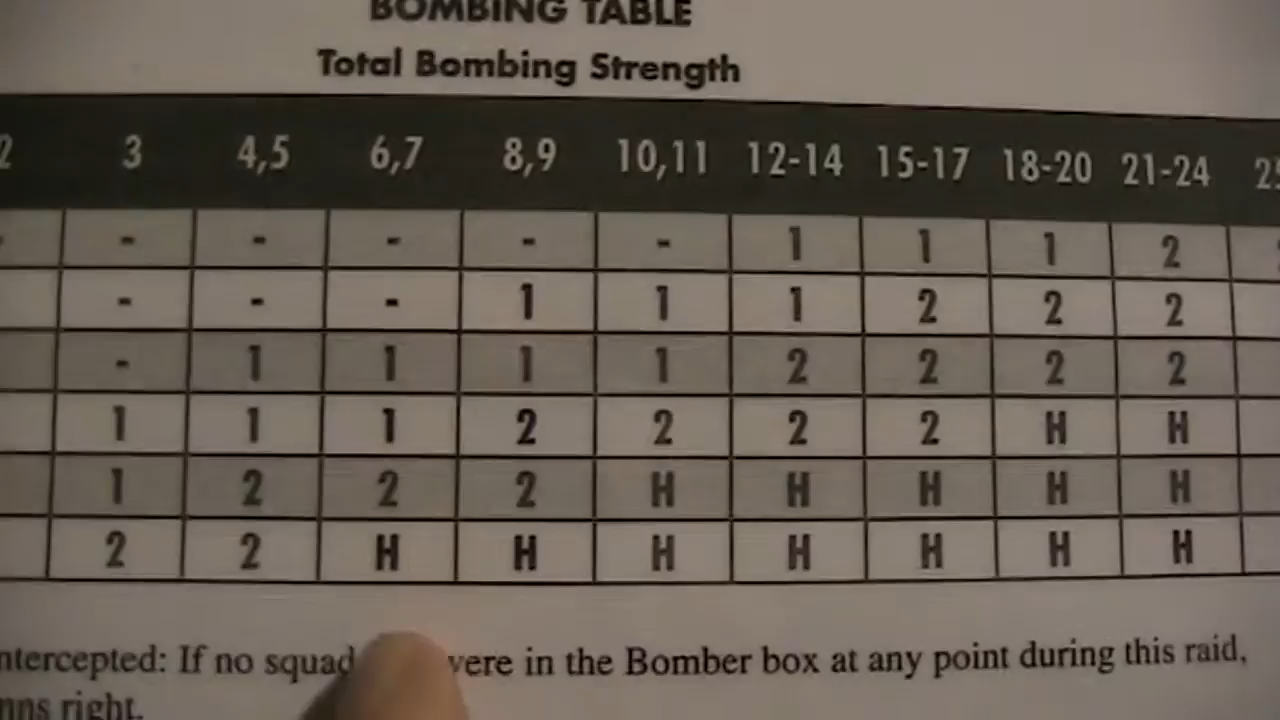 BOMBING TABLE
Total Bombing Strength
2 3 4,5 6,7 8,9 10,11 12-14 15-17 18-20 21-24 25
- - - - - - 1 1 1 2
- - - 1 1 1 2 2 2
- 1 1 1 1 2 2 2 2
1 1 1 2 2 2 2 H H
1 2 2 2 H H H H H
2 2 H H H H H H H
ntercepted: If no squad were in the Bomber box at any point during this raid,
nns right.